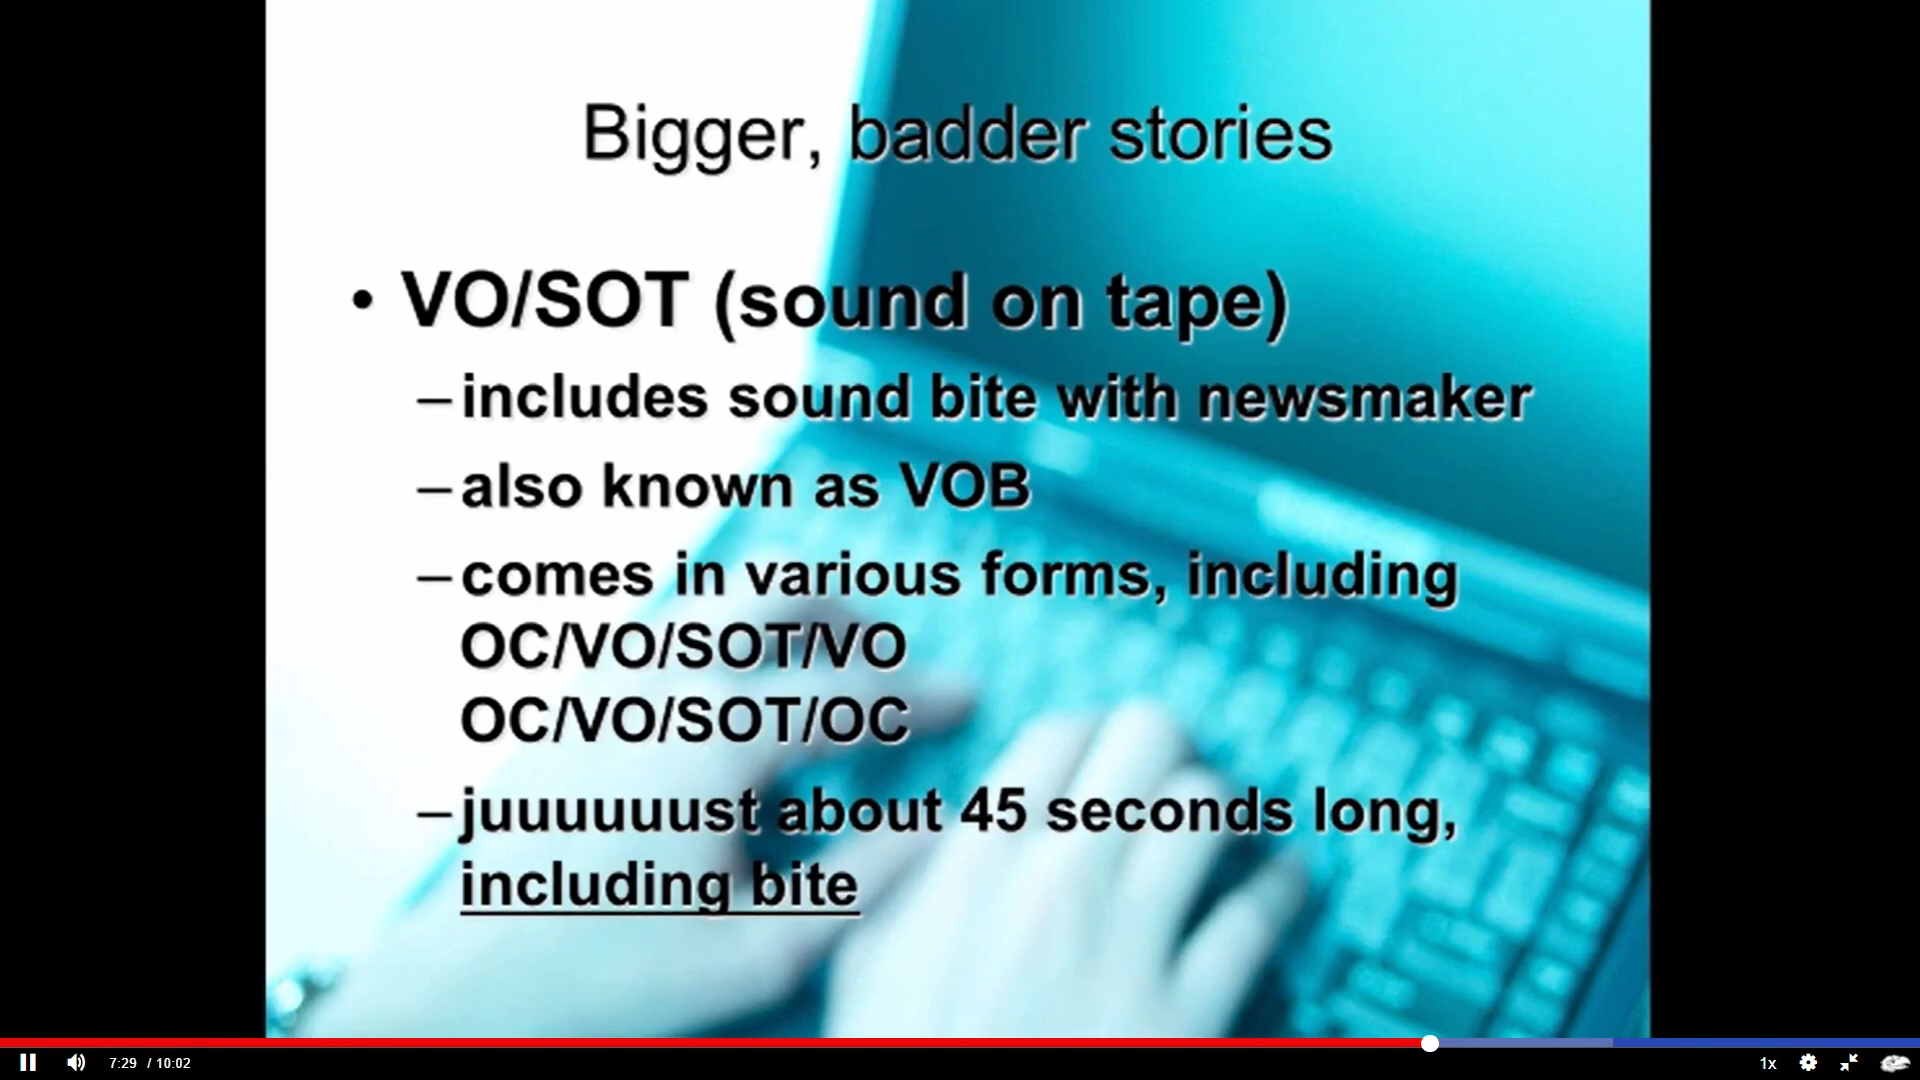 Bigger, badder stories
• VO/SOT (sound on tape)
–includes sound bite with newsmaker
–also known as VOB
–comes in various forms, including
OC/VO/SOT/VO
OC/VO/SOT/OC
–juuuuuust about 45 seconds long,
including bite
7:29 / 10:02
1x